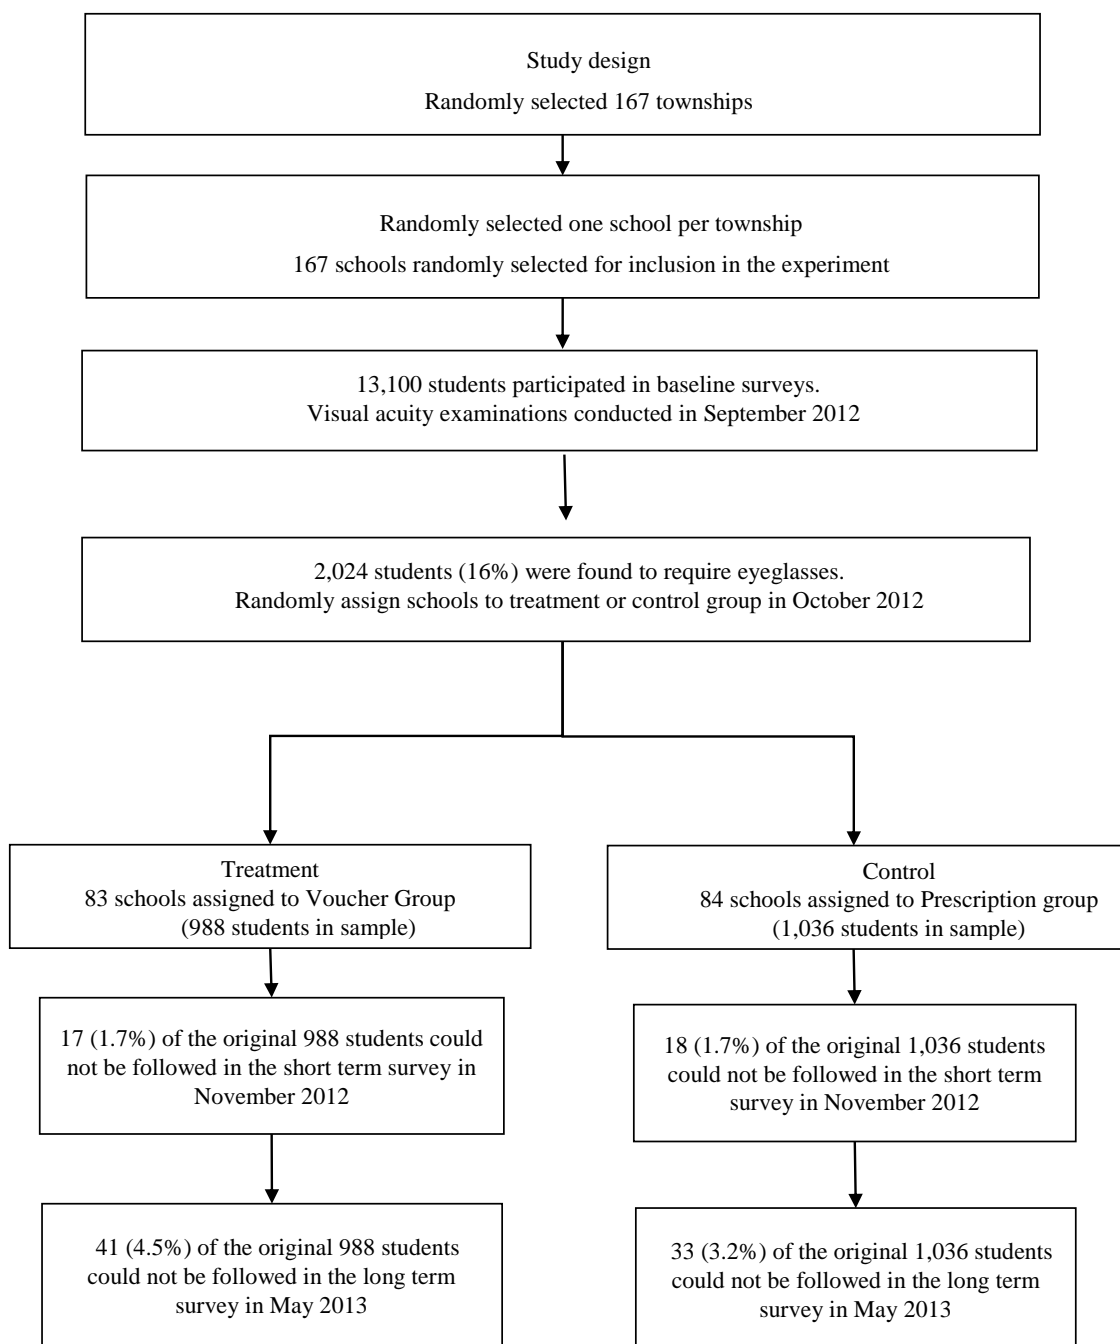 Study design
Randomly selected 167 townships
Randomly selected one school per township
167 schools randomly selected for inclusion in the experiment
13,100 students participated in baseline surveys.
Visual acuity examinations conducted in September 2012
2,024 students (16%) were found to require eyeglasses.
Randomly assign schools to treatment or control group in October 2012
Treatment
83 schools assigned to Voucher Group
(988 students in sample)
Control
84 schools assigned to Prescription group
(1,036 students in sample)
17 (1.7%) of the original 988 students could
not be followed in the short term survey in
November 2012
18 (1.7%) of the original 1,036 students
could not be followed in the short term
survey in November 2012
41 (4.5%) of the original 988 students
could not be followed in the long term
survey in May 2013
33 (3.2%) of the original 1,036 students
could not be followed in the long term
survey in May 2013